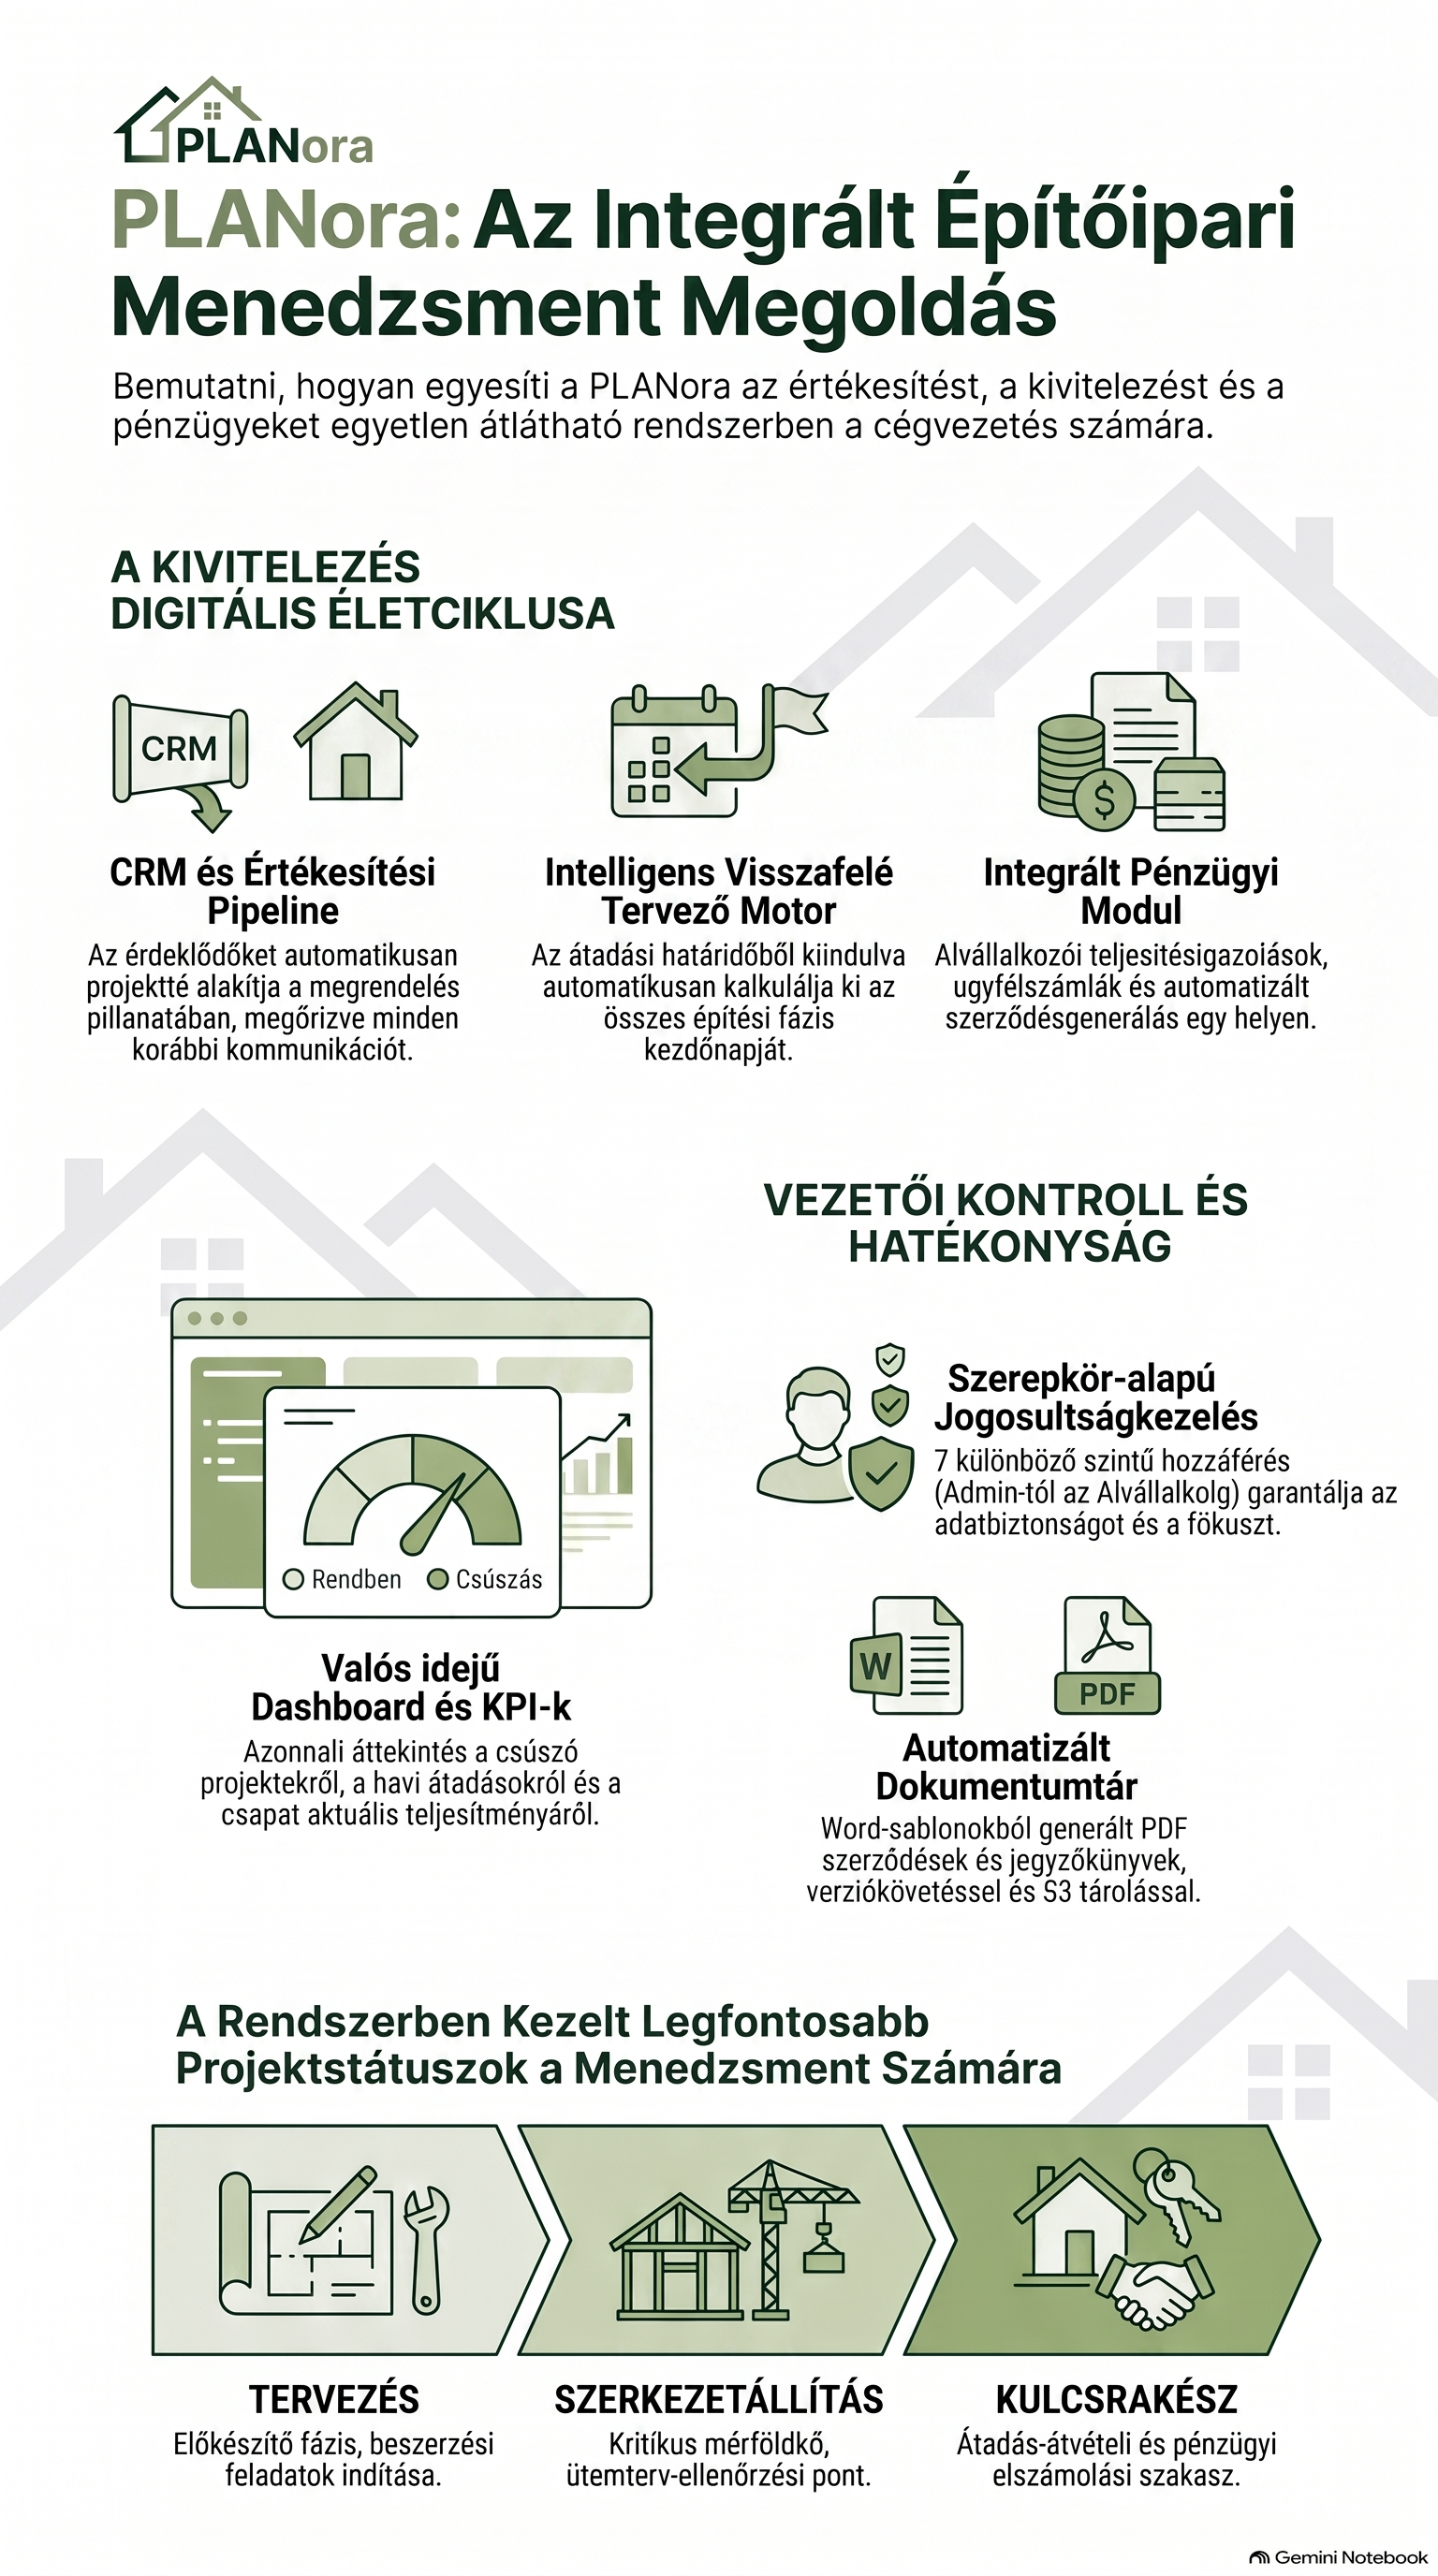 PLANora
PLANora: Az Integrált Építőipari
Menedzsment Megoldás
Bemutatni, hogyan egyesíti a PLANora az értékesítést, a kivitelezést és a
pénzügyeket egyetlen átlátható rendszerben a cégvezetés számára.
A KIVITELEZÉS
DIGITÁLIS ÉLETCIKLUSA
CRM
CRM és Értékesítési
Pipeline
Az érdeklődőket automatikusan
projektté alakítja a megrendelés
pillanatában, megőrizve minden
korábbi kommunikációt.
Intelligens Visszafelé
Tervező Motor
Az átadási határidőből kiindulva
automatíkusan kalkulálja ki az
összes építési fázis
kezdőnapját.
$
Integrált Pénzügyi
Modul
Alvállalkozói teljesitésigazoiások,
ugyfélszámlák és automatizált
szerződésgenerálás egy helyen.
VEZETŐI KONTROLL ÉS
HATÉKONYSÁG
Rendben Csúszás
Valós idejű
Dashboard és KPI-k
Azonnali áttekintés a csúszó
projektekről, a havi átadásokról és a
csapat aktuális teljesítményáről.
Szerepkör-alapú
Jogosultságkezelés
7 különböző szintű hozzáférés
(Admin-tól az Alvállalkolg) garantálja az
adatbiztonságot és a fökuszt.
W
PDF
Automatizált
Dokumentumtár
Word-sablonokból generált PDF
szerződések és jegyzőkünyvek,
verziókövetéssel és S3 tárolással.
A Rendszerben Kezelt Legfontosabb
Projektstátuszok a Menedzsment Számára
TERVEZÉS
Előkészítő fázis, beszerzési
feladatok indítása.
SZERKEZETÁLLÍTÁS
Kritíkus mérföldkő,
ütemterv-ellenőrzési pont.
KULCSRAKÉSZ
Átadás-átvételi és pénzügyi
elszámolási szakasz.
Gemini Notebook